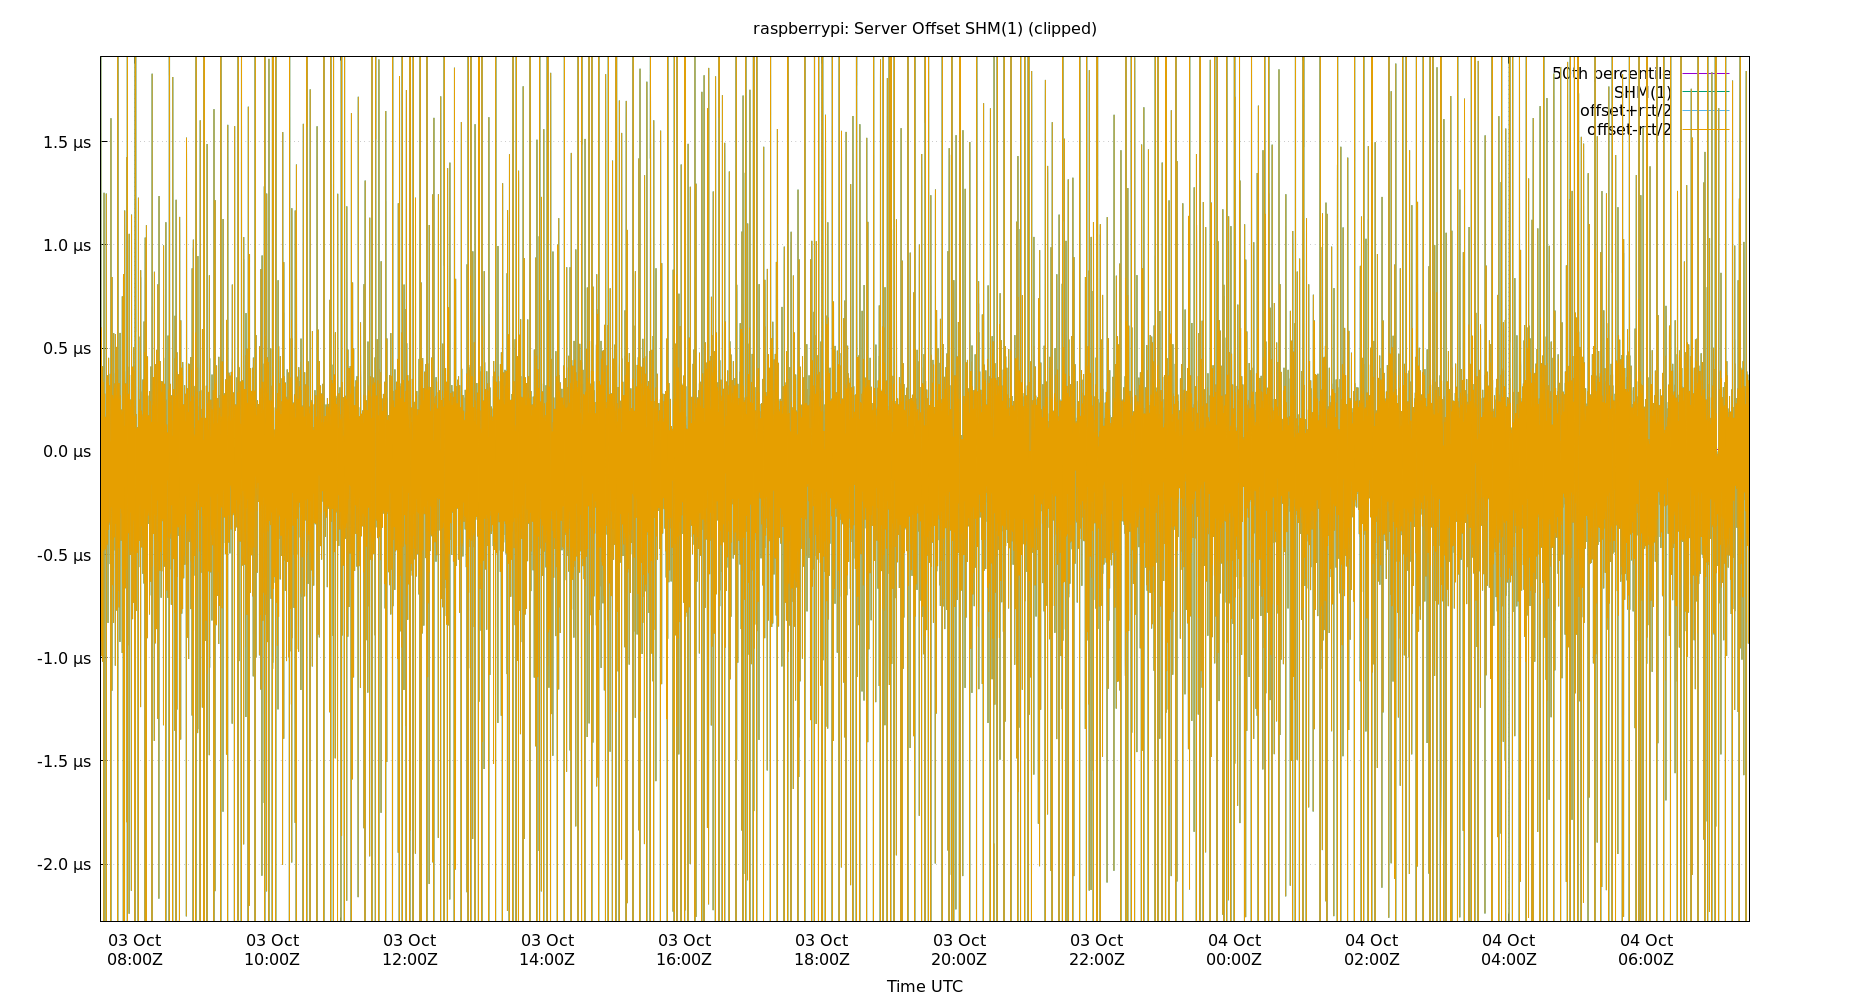 raspberrypi: Server Offset SHM(1) (clipped)
50th percentile
SHM(1)
offset+rtt/2
offset-rtt/2
1.5 µs
1.0 µs
0.5 µs
0.0 µs
-0.5 µs
-1.0 µs
-1.5 µs
-2.0 µs
03 Oct 03 Oct 03 Oct 03 Oct 03 Oct 03 Oct 03 Oct 03 Oct 04 Oct 04 Oct 04 Oct 04 Oct
08:00Z 10:00Z 12:00Z 14:00Z 16:00Z 18:00Z 20:00Z 22:00Z 00:00Z 02:00Z 04:00Z 06:00Z
Time UTC